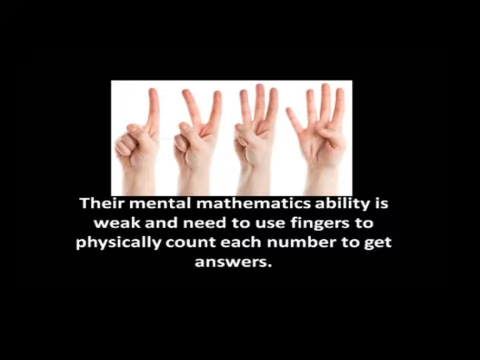 Their mental mathematics ability is
weak and need to use fingers to
physically count each number to get
answers.